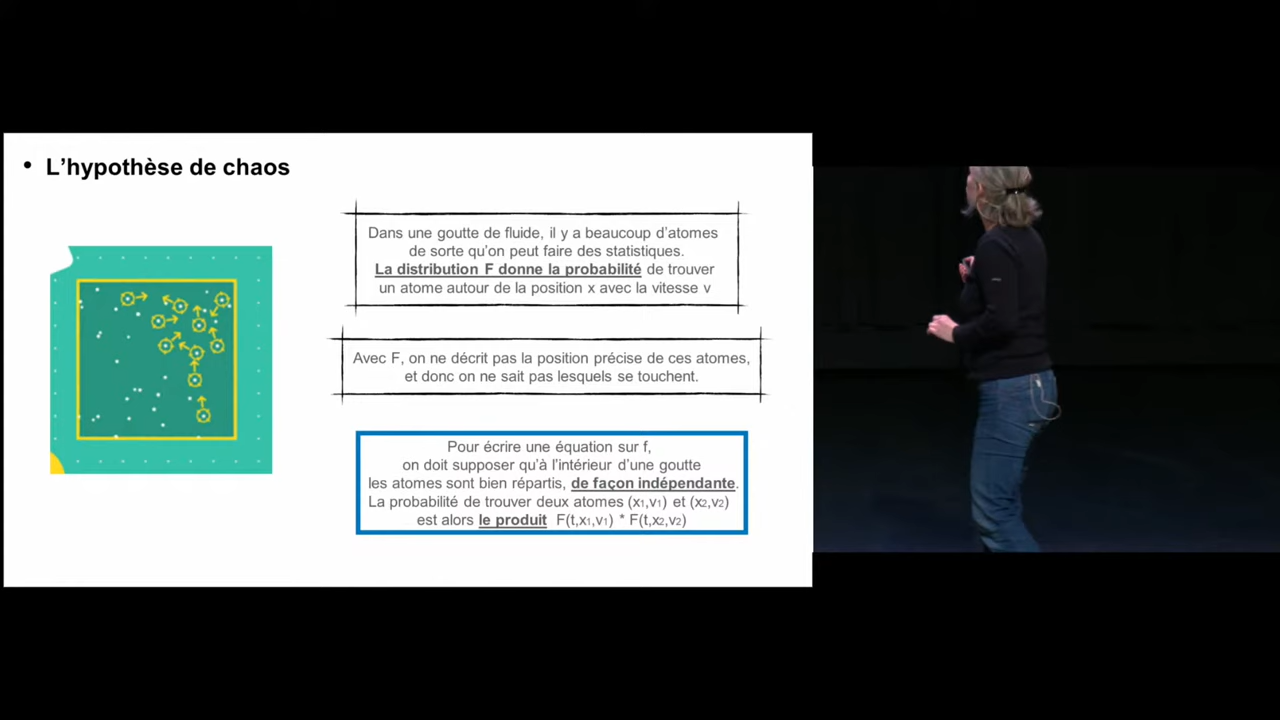 • L'hypothèse de chaos
Dans une goutte de fluide, il y a beaucoup d'atomes
de sorte qu'on peut faire des statistiques.
La distribution F donne la probabilité de trouver
un atome autour de la position x avec la vitesse v
Avec F, on ne décrit pas la position précise de ces atomes,
et donc on ne sait pas lesquels se touchent.
Pour écrire une équation sur f,
on doit supposer qu'à l'intérieur d'une goutte
les atomes sont bien répartis, de façon indépendante.
La probabilité de trouver deux atomes (x₁,v₁) et (x₂,v₂)
est alors le produit F(t,x₁,v₁) * F(t,x₂,v₂)